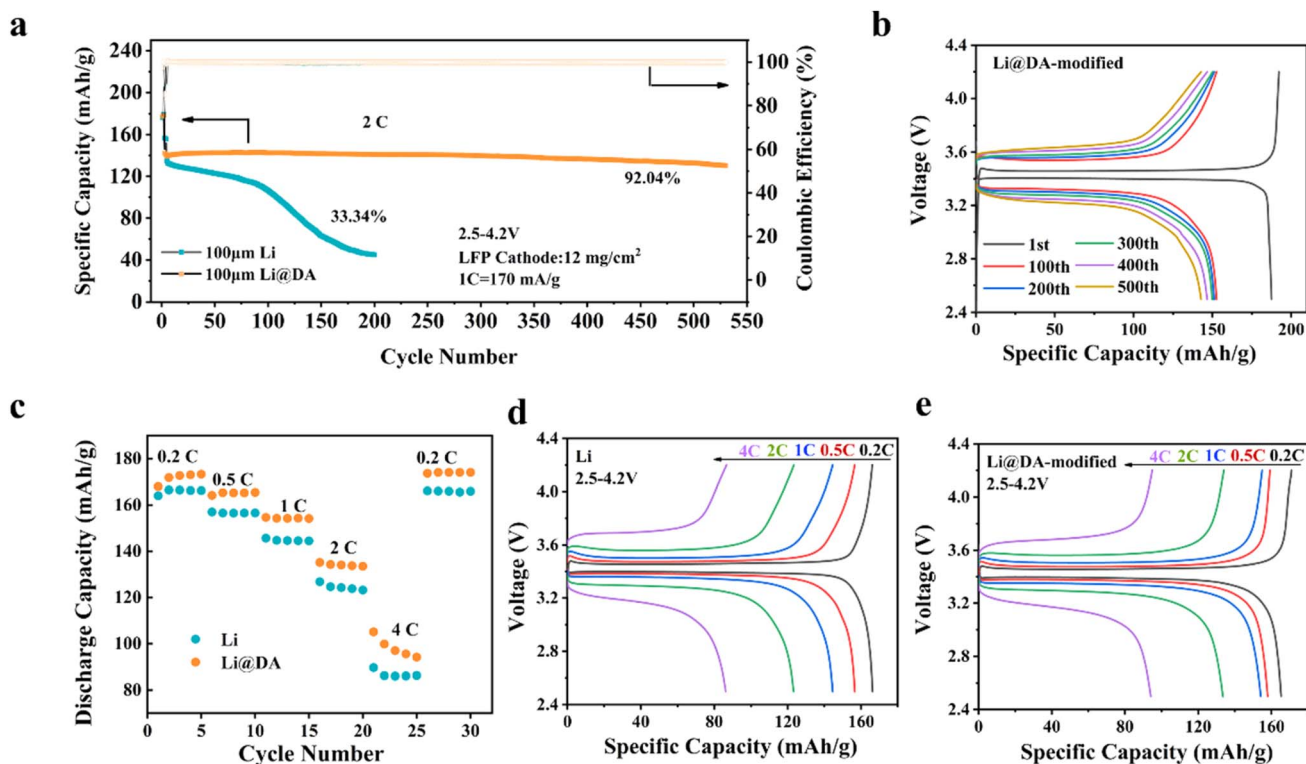 a
240
220
200
180
160
140
120
100
80
60
40
20
0
Specific Capacity (mAh/g)
100
80
60
40
20
0
Coulombic Efficiency (%)
2 C
92.04%
33.34%
100μm Li
100μm Li@DA
2.5-4.2V
LFP Cathode:12 mg/cm²
1C=170 mA/g
0 50 100 150 200 250 300 350 400 450 500 550
Cycle Number
b
Li@DA-modified
4.4
4.0
3.6
3.2
2.8
2.4
Voltage (V)
1st 300th
100th 400th
200th 500th
0 50 100 150 200
Specific Capacity (mAh/g)
c
180
160
140
120
100
80
Discharge Capacity (mAh/g)
0.2 C
0.5 C
1 C
2 C
4 C
0.2 C
Li
Li@DA
0 5 10 15 20 25 30
Cycle Number
d
4C 2C 1C 0.5C 0.2C
Li
2.5-4.2V
4.4
4.0
3.6
3.2
2.8
2.4
Voltage (V)
0 40 80 120 160
Specific Capacity (mAh/g)
e
4C 2C 1C 0.5C 0.2C
Li@DA-modified
2.5-4.2V
4.4
4.0
3.6
3.2
2.8
2.4
Voltage (V)
0 40 80 120 160
Specific Capacity (mAh/g)